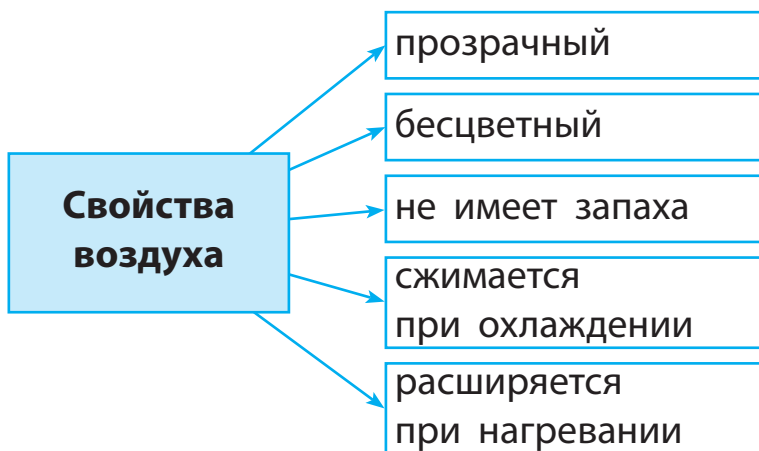 Свойства
воздуха
прозрачный
бесцветный
не имеет запаха
сжимается
при охлаждении
расширяется
при нагревании